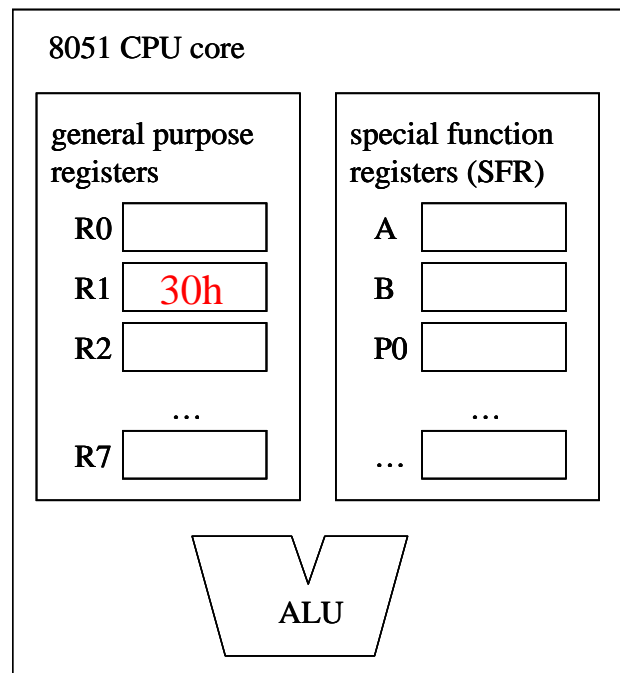 8051 CPU core
general purpose
registers
R0
R1 30h
R2
...
R7
special function
registers (SFR)
A
B
P0
...
...
ALU